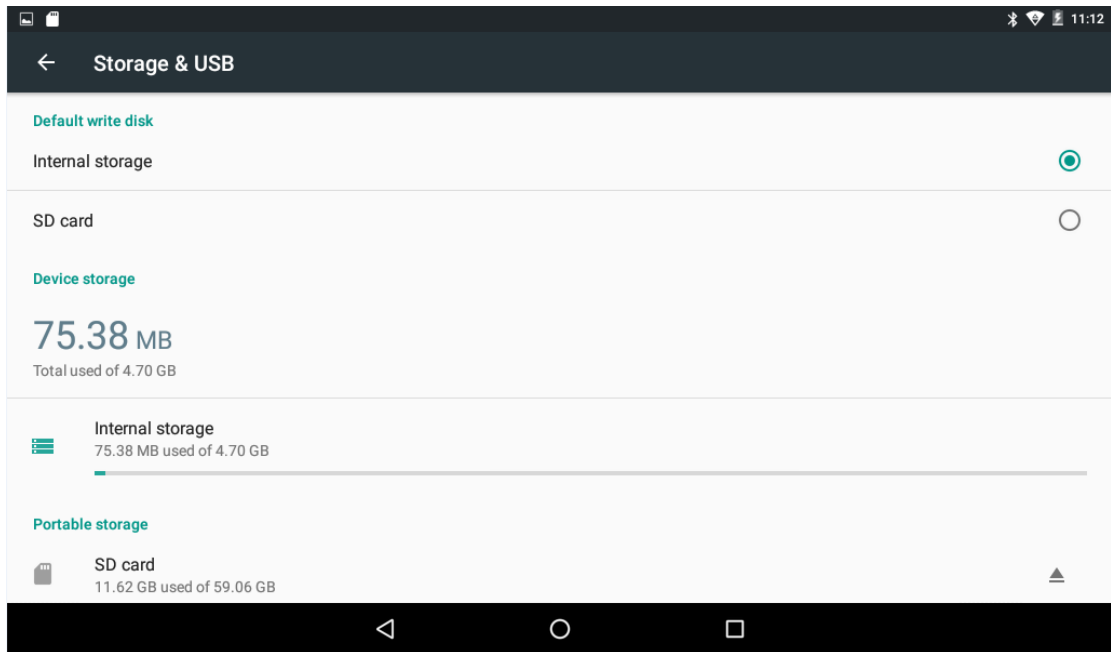 11:12
Storage & USB
Default write disk
Internal storage
SD card
Device storage
75.38 MB
Total used of 4.70 GB
Internal storage
75.38 MB used of 4.70 GB
Portable storage
SD card
11.62 GB used of 59.06 GB